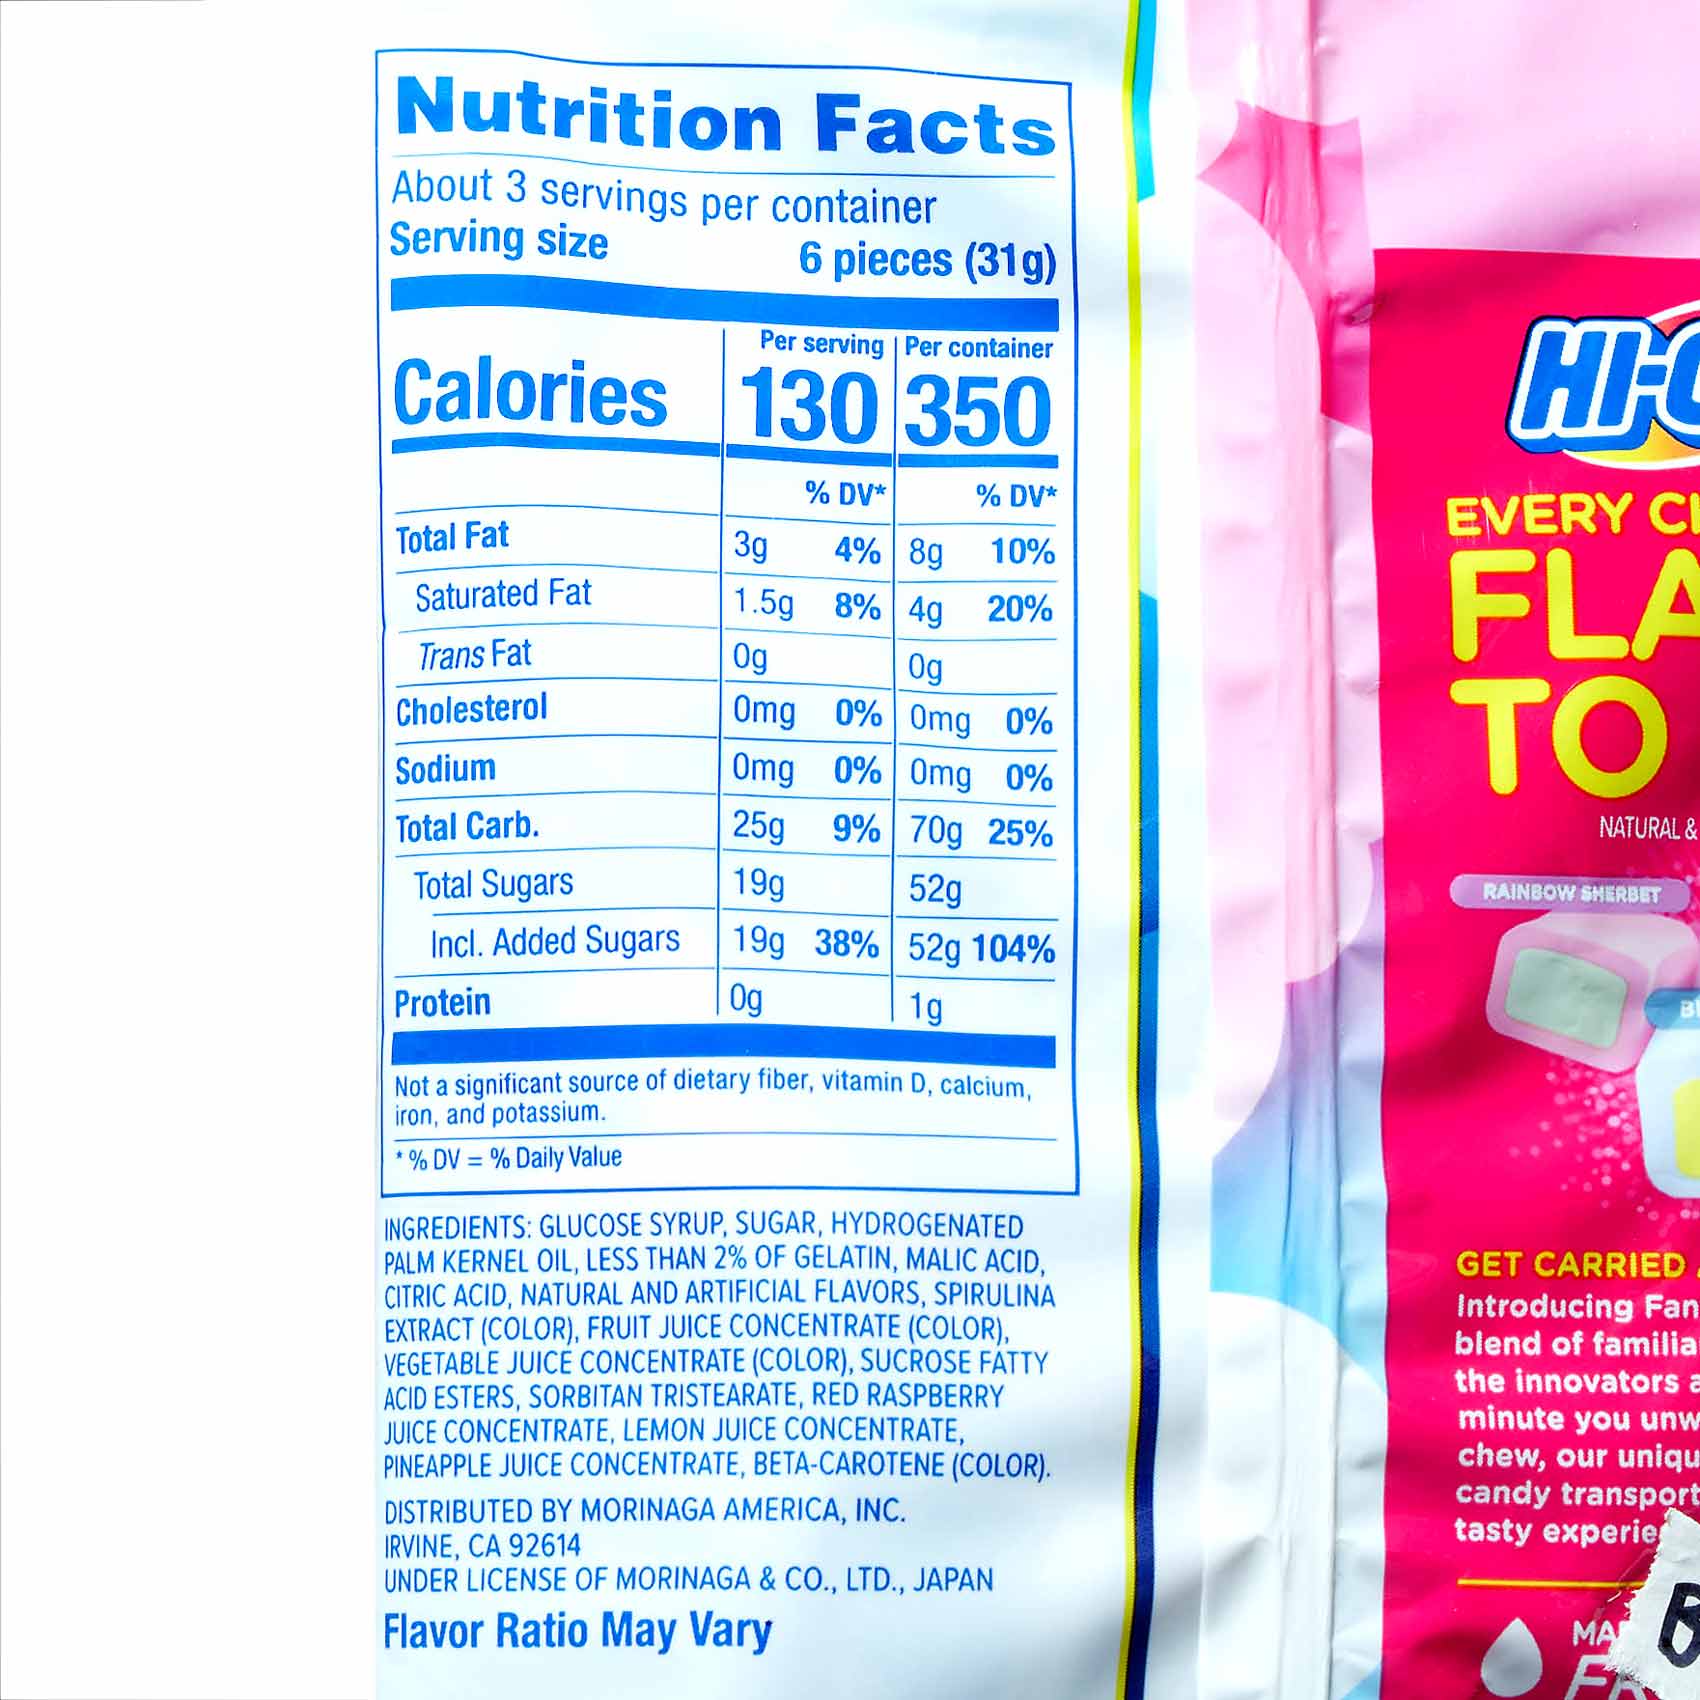 Nutrition Facts
About 3 servings per container
Serving size 6 pieces (31g)
Per serving Per container
Calories 130 350
% DV* % DV*
Total Fat 3g 4% 8g 10%
Saturated Fat 1.5g 8% 4g 20%
Trans Fat 0g 0g
Cholesterol 0mg 0% 0mg 0%
Sodium 0mg 0% 0mg 0%
Total Carb. 25g 9% 70g 25%
Total Sugars 19g 52g
Incl. Added Sugars 19g 38% 52g 104%
Protein 0g 1g
Not a significant source of dietary fiber, vitamin D, calcium,
iron, and potassium.
* % DV = % Daily Value
INGREDIENTS: GLUCOSE SYRUP, SUGAR, HYDROGENATED
PALM KERNEL OIL, LESS THAN 2% OF GELATIN, MALIC ACID,
CITRIC ACID, NATURAL AND ARTIFICIAL FLAVORS, SPIRULINA
EXTRACT (COLOR), FRUIT JUICE CONCENTRATE (COLOR),
VEGETABLE JUICE CONCENTRATE (COLOR), SUCROSE FATTY
ACID ESTERS, SORBITAN TRISTEARATE, RED RASPBERRY
JUICE CONCENTRATE, LEMON JUICE CONCENTRATE,
PINEAPPLE JUICE CONCENTRATE, BETA-CAROTENE (COLOR).
DISTRIBUTED BY MORINAGA AMERICA, INC.
IRVINE, CA 92614
UNDER LICENSE OF MORINAGA & CO., LTD., JAPAN
Flavor Ratio May Vary
HI-C
EVERY
TO
NATURAL &
RAINBOW SHERBET
GET CARRIED
Introducing
blend of
the innovators
minute you
chew, our
candy
tasty